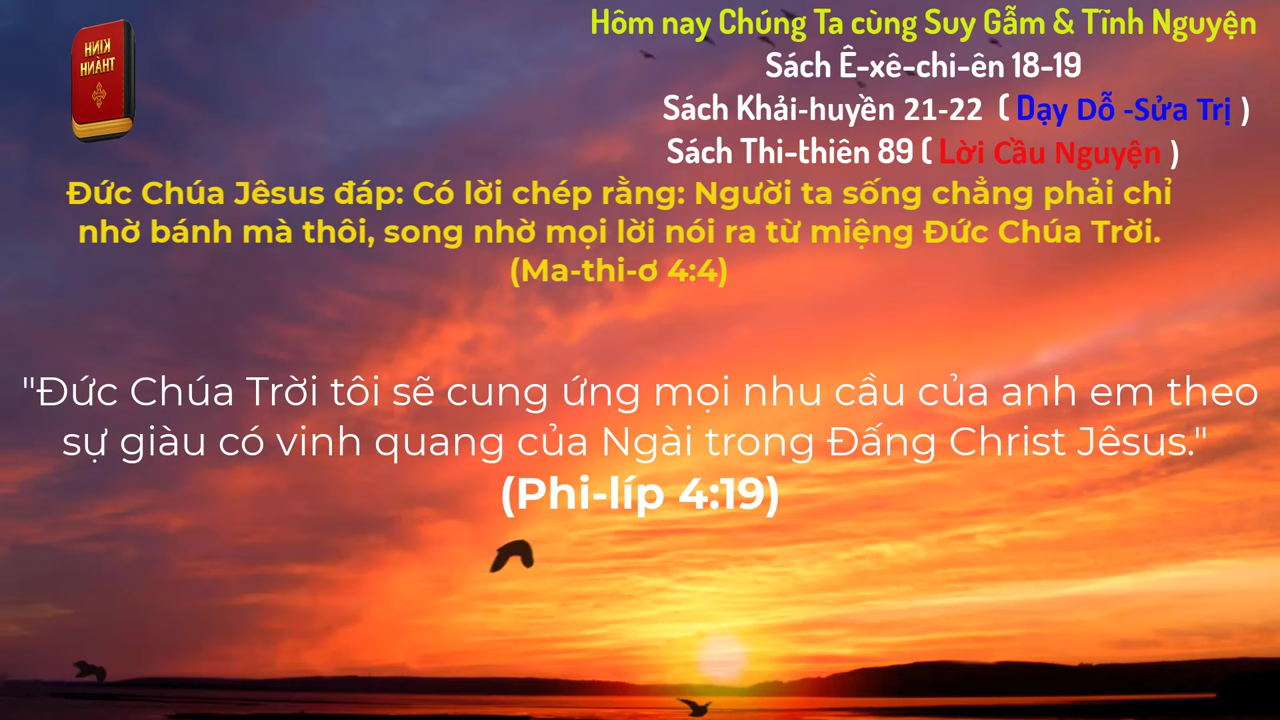 KINH
THÁNH
Hôm nay Chúng Ta cùng Suy Gẫm & Tĩnh Nguyện
Sách Ê-xê-chi-ên 18-19
Sách Khải-huyền 21-22 ( Dạy Dỗ -Sửa Trị )
Sách Thi-thiên 89 ( Lời Cầu Nguyện )
Đức Chúa Jêsus đáp: Có lời chép rằng: Người ta sống chẳng phải chỉ
nhờ bánh mà thôi, song nhờ mọi lời nói ra từ miệng Đức Chúa Trời.
(Ma-thi-ơ 4:4)
"Đức Chúa Trời tôi sẽ cung ứng mọi nhu cầu của anh em theo
sự giàu có vinh quang của Ngài trong Đấng Christ Jêsus."
(Phi-líp 4:19)